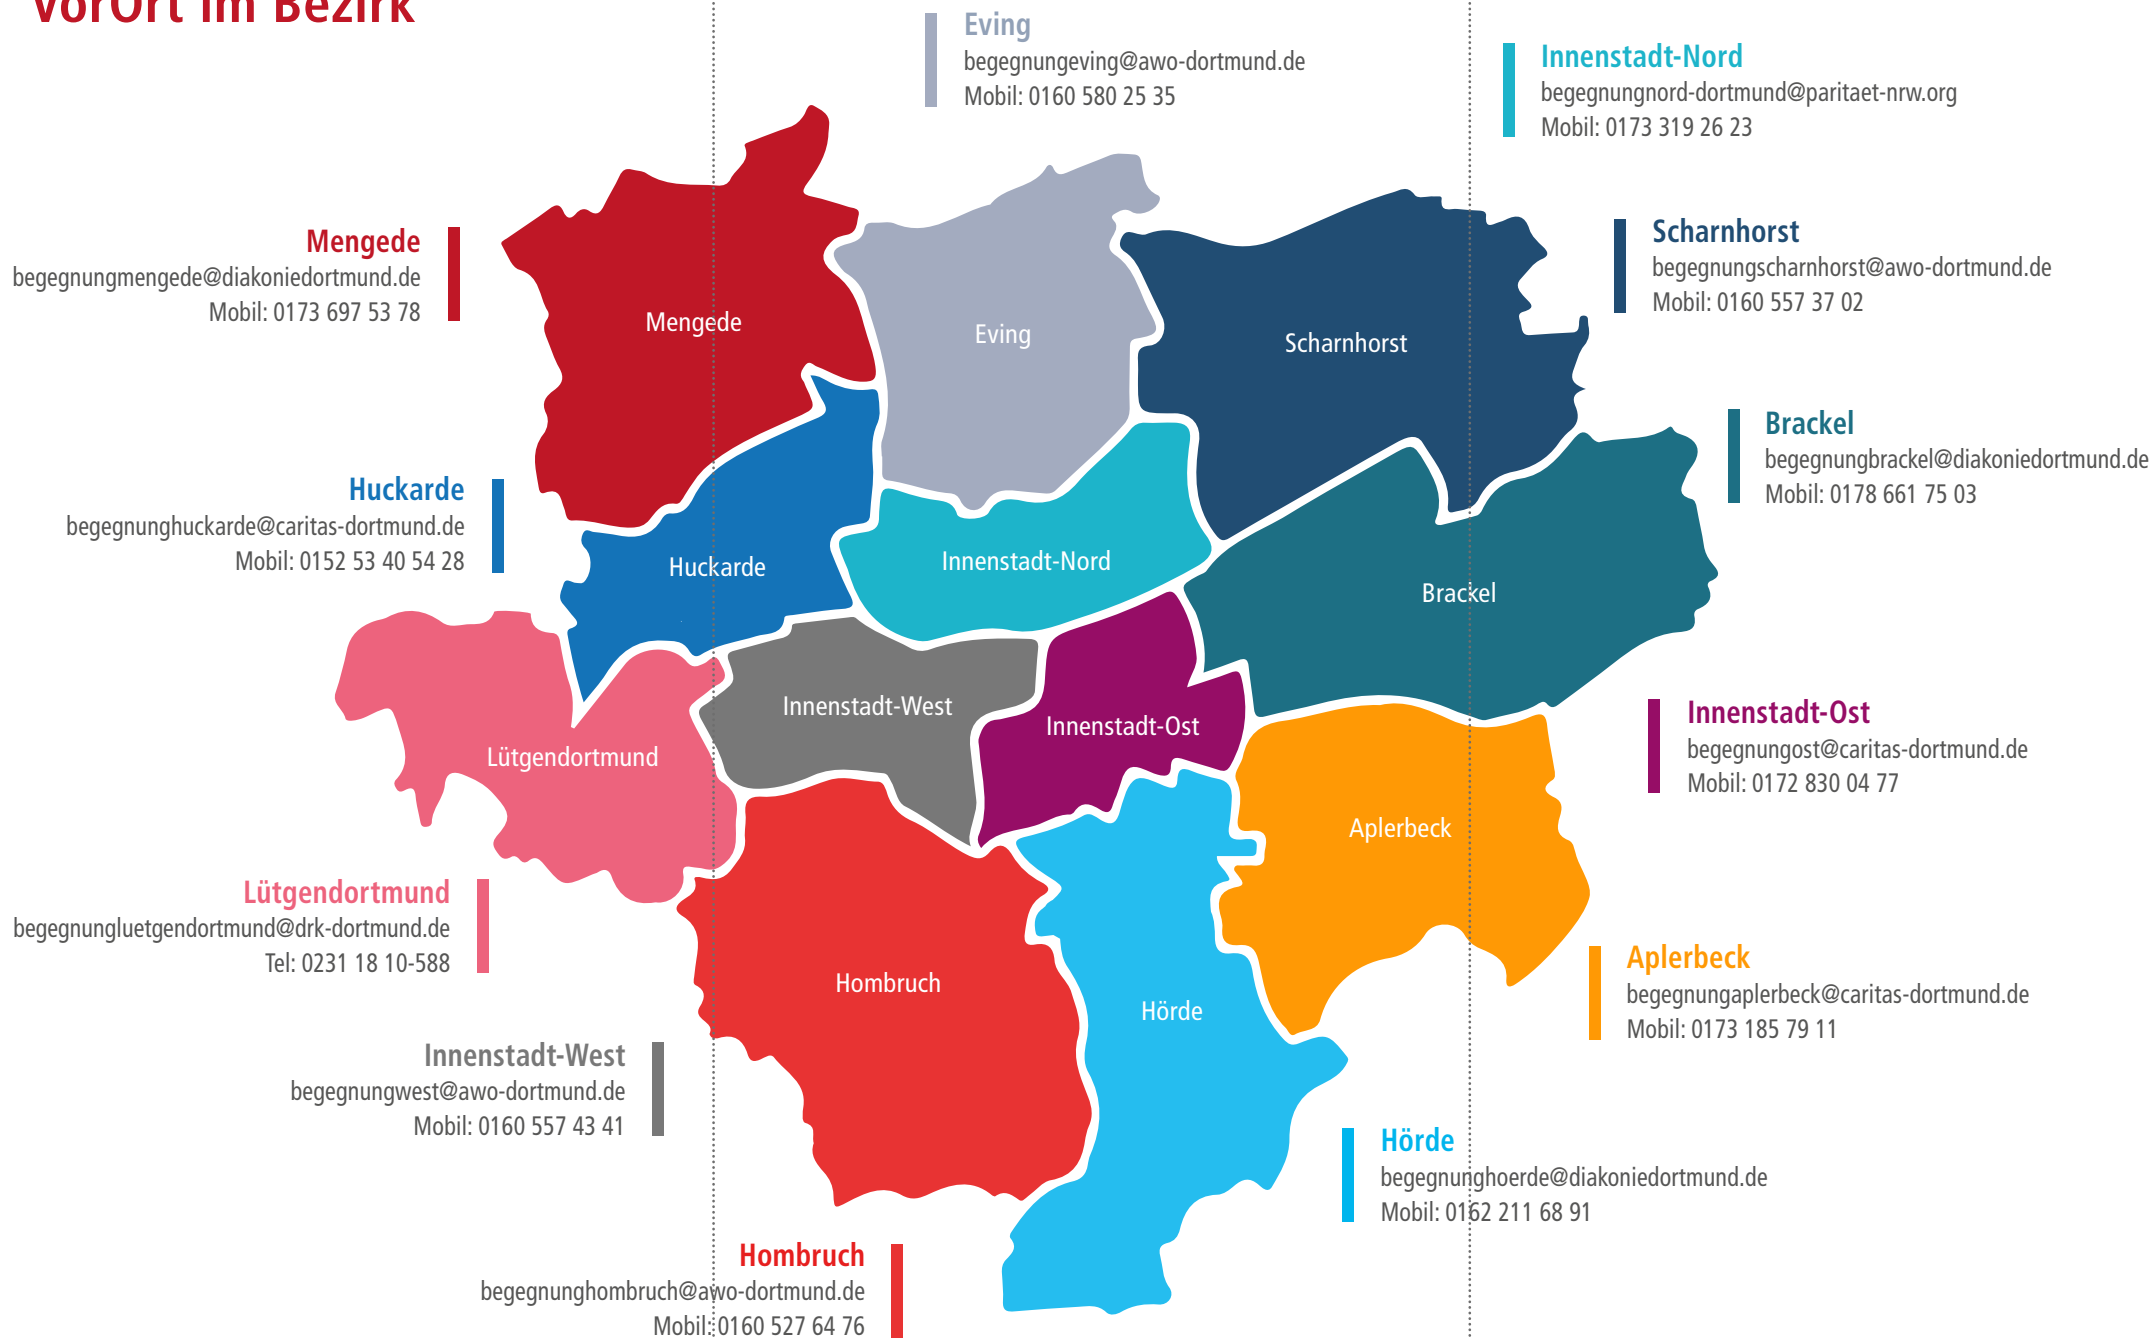 VorOrt im Bezirk
Eving
begegnungeving@awo-dortmund.de
Mobil: 0160 580 25 35
Innenstadt-Nord
begegnungnord-dortmund@paritaet-nrw.org
Mobil: 0173 319 26 23
Mengede
begegnungmengede@diakoniedortmund.de
Mobil: 0173 697 53 78
Scharnhorst
begegnungscharnhorst@awo-dortmund.de
Mobil: 0160 557 37 02
Mengede
Eving
Scharnhorst
Brackel
begegnungbrackel@diakoniedortmund.de
Mobil: 0178 661 75 03
Huckarde
begegnunghuckarde@caritas-dortmund.de
Mobil: 0152 53 40 54 28
Huckarde
Innenstadt-Nord
Brackel
Innenstadt-West
Innenstadt-Ost
Lütgendortmund
Innenstadt-Ost
begegnungost@caritas-dortmund.de
Mobil: 0172 830 04 77
Aplerbeck
Lütgendortmund
begegnungluetgendortmund@drk-dortmund.de
Tel: 0231 18 10-588
Hombruch
Hörde
Aplerbeck
begegnungaplerbeck@caritas-dortmund.de
Mobil: 0173 185 79 11
Innenstadt-West
begegnungwest@awo-dortmund.de
Mobil: 0160 557 43 41
Hörde
begegnunghoerde@diakoniedortmund.de
Mobil: 0162 211 68 91
Hombruch
begegnunghombruch@awo-dortmund.de
Mobil: 0160 527 64 76